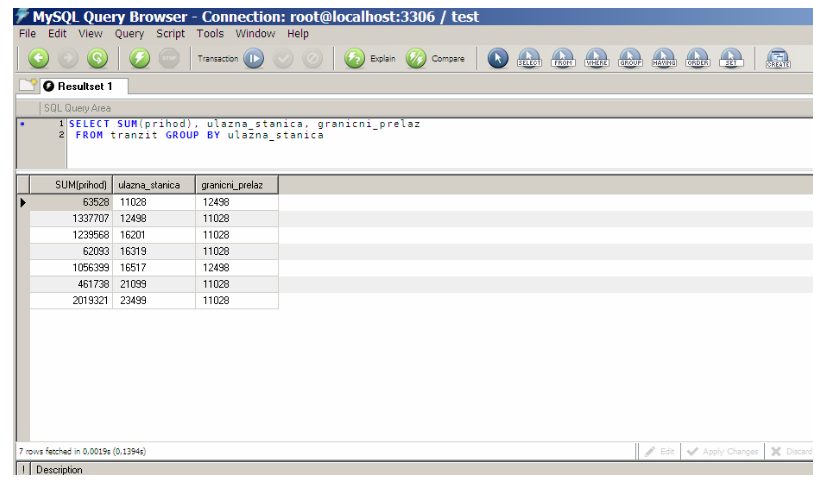 MySQL Query Browser - Connection: root@localhost:3306 / test
File Edit View Query Script Tools Window Help
Transaction Explain Compare SELECT FROM WHERE GROUP HAVING ORDER SET CREATE
Resultset 1
SQL Query Area
1 SELECT SUM(prihod), ulazna_stanica, granicni_prelaz
2 FROM tranzit GROUP BY ulazna_stanica
SUM(prihod) ulazna_stanica granicni_prelaz
63528 11028 12498
1337707 12498 11028
1239568 16201 11028
62093 16319 11028
1056399 16517 12498
461738 21099 11028
2019321 23499 11028
7 rows fetched in 0.0019s (0.1394s) Edit Apply Changes Discard
! Description